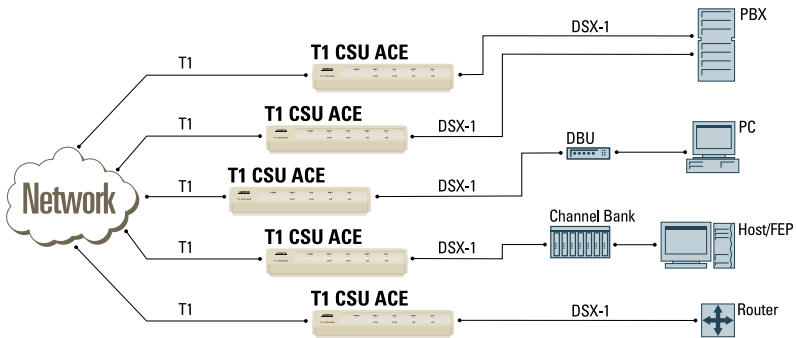 PBX
DSX-1
T1 CSU ACE
T1
T1 CSU ACE
T1
DSX-1
PC
DBU
T1 CSU ACE
T1
DSX-1
Network
Channel Bank
T1 CSU ACE
T1
DSX-1
Host/FEP
T1 CSU ACE
T1
DSX-1
Router